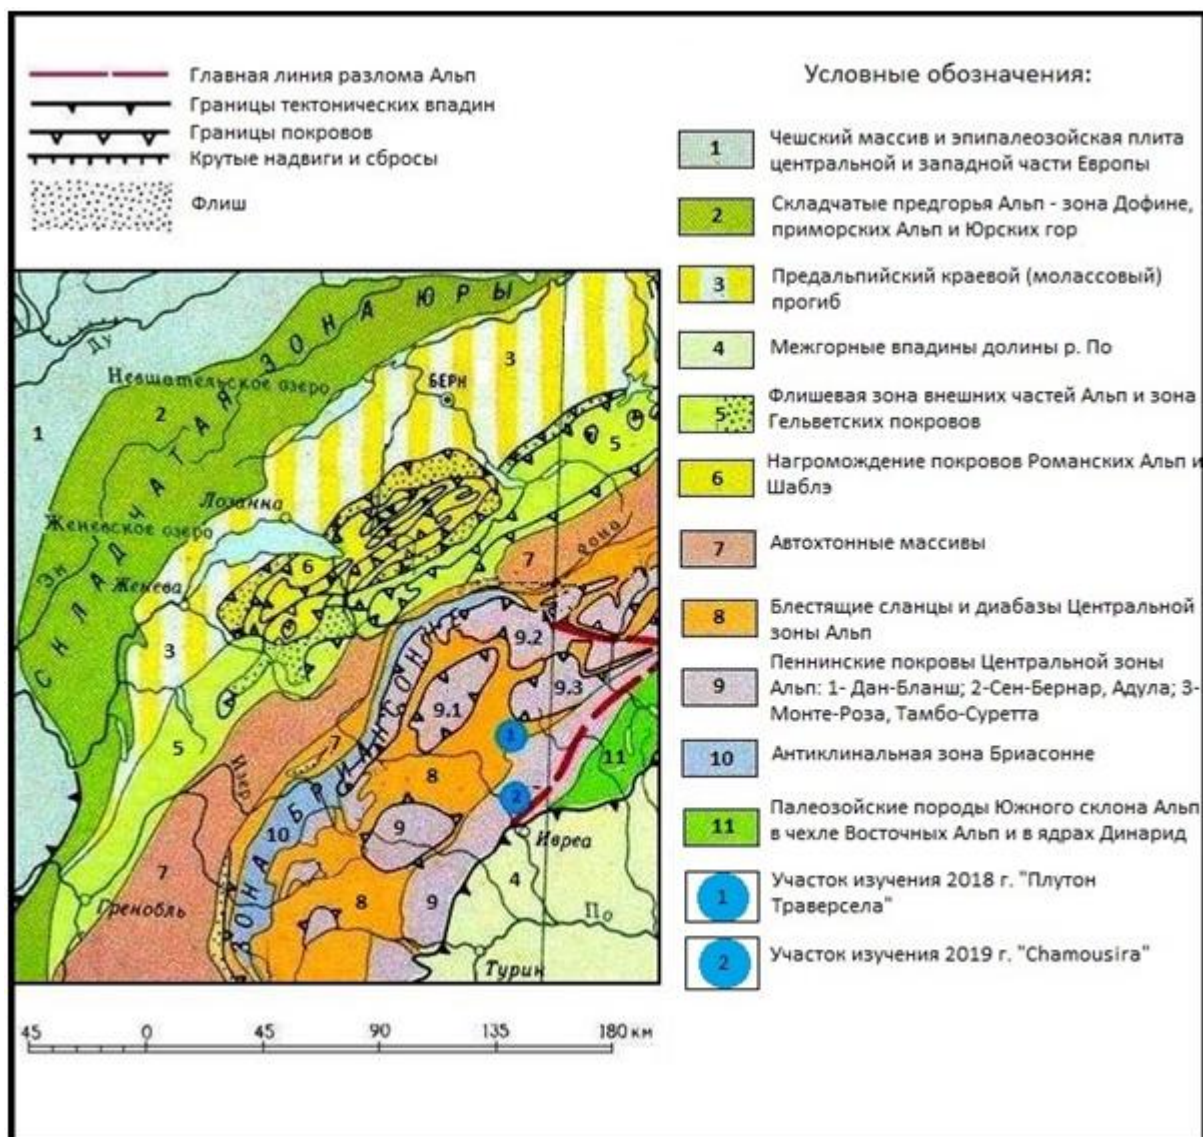 Главная линия разлома Альп
Границы тектонических впадин
Границы покровов
Крутые надвиги и сбросы
Флиш
Условные обозначения:
1
Чешский массив и эпипалеозойская плита
центральной и западной части Европы
2
Складчатые предгорья Альп - зона Дофине,
приморских Альп и Юрских гор
3
Предальпийский краевой (молассовый)
прогиб
4
Межгорные впадины долины р. По
5
Флишевая зона внешних частей Альп и зона
Гельветских покровов
6
Нагромождение покровов Романских Альп и
Шаблэ
7
Автохтонные массивы
8
Блестящие сланцы и диабазы Центральной
зоны Альп
9
Пеннинские покровы Центральной зоны
Альп: 1- Дан-Бланш; 2-Сен-Бернар, Адула; 3-
Монте-Роза, Тамбо-Суретта
10
Антиклинальная зона Бриасонне
11
Палеозойские породы Южного склона Альп
в чехле Восточных Альп и в ядрах Динарид
1
Участок изучения 2018 г. "Плутон
Траверсела"
2
Участок изучения 2019 г. "Chamousira"
СКЛАДЧАТАЯ ЗОНА ЮРЫ
Ду
Невшательское озеро
БЕРН
3
2
1
5
Лозанна
Женевское озеро
6
7
Рона
Эн
Женева
3
9.2
9.3
9.1
5
1
11
7
8
Изер
2
ЗОНА БРИАНСОННЕ
10
9
Ивреа
4
7
Гренобль
8
9
По
Турин
45 0 45 90 135 180 км